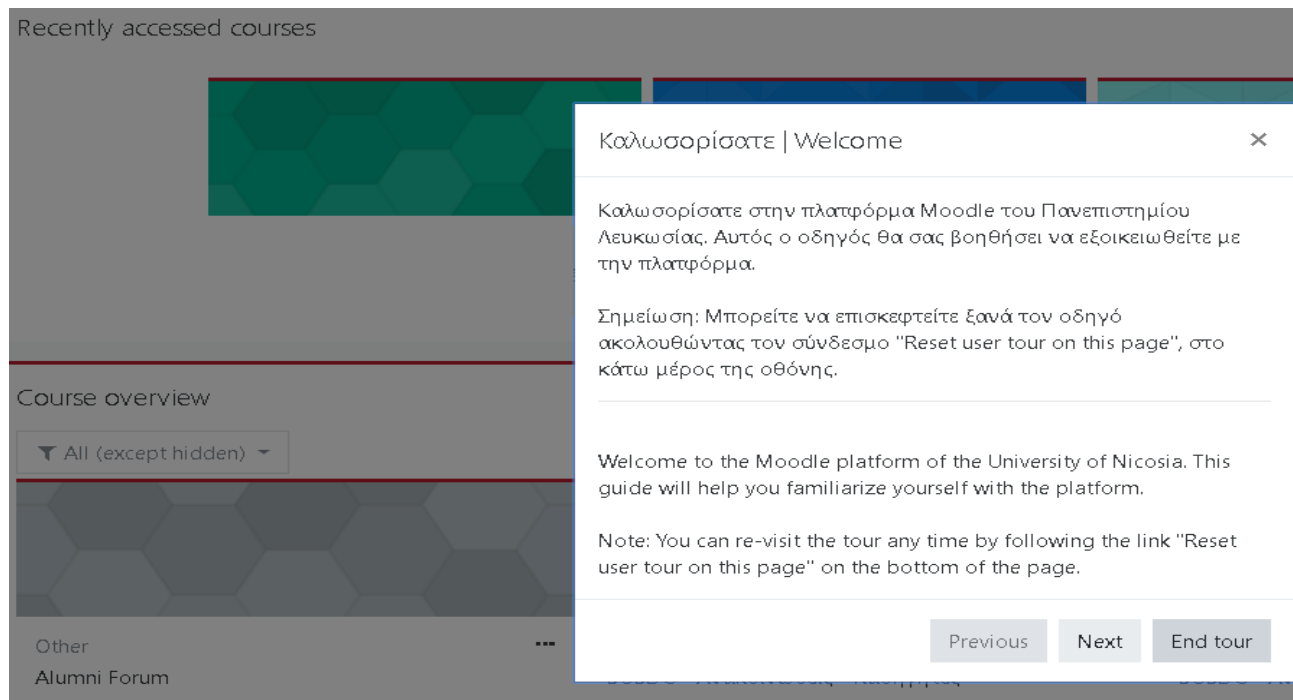 Recently accessed courses
Καλωσορίσατε | Welcome
×
Καλωσορίσατε στην πλατφόρμα Moodle του Πανεπιστημίου
Λευκωσίας. Αυτός ο οδηγός θα σας βοηθήσει να εξοικειωθείτε με
την πλατφόρμα.
Σημείωση: Μπορείτε να επισκεφτείτε ξανά τον οδηγό
ακολουθώντας τον σύνδεσμο "Reset user tour on this page", στο
κάτω μέρος της οθόνης.
Welcome to the Moodle platform of the University of Nicosia. This
guide will help you familiarize yourself with the platform.
Note: You can re-visit the tour any time by following the link "Reset
user tour on this page" on the bottom of the page.
Previous Next End tour
Course overview
All (except hidden)
Other
Alumni Forum